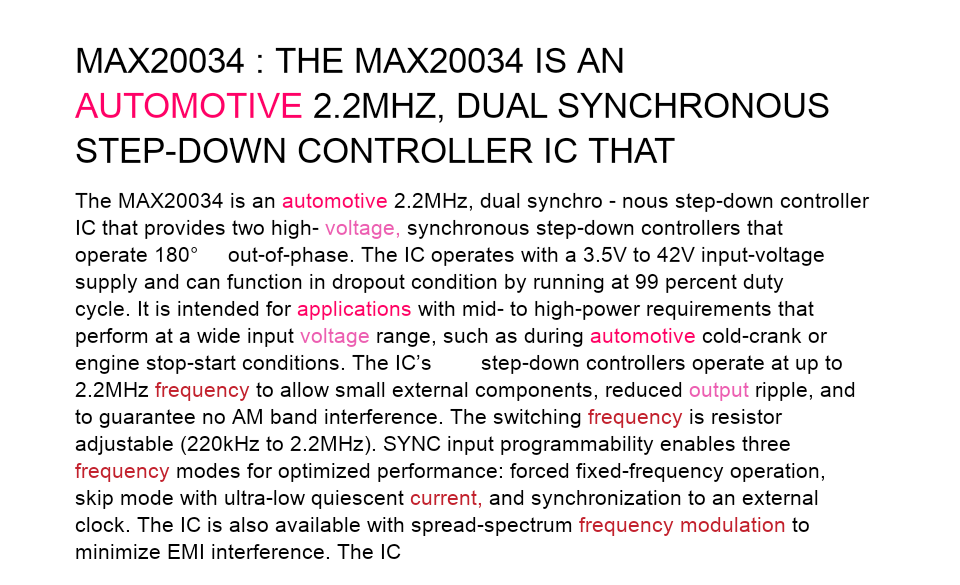 MAX20034 : THE MAX20034 IS AN
AUTOMOTIVE 2.2MHZ, DUAL SYNCHRONOUS
STEP-DOWN CONTROLLER IC THAT
The MAX20034 is an automotive 2.2MHz, dual synchro - nous step-down controller
IC that provides two high- voltage, synchronous step-down controllers that
operate 180° out-of-phase. The IC operates with a 3.5V to 42V input-voltage
supply and can function in dropout condition by running at 99 percent duty
cycle. It is intended for applications with mid- to high-power requirements that
perform at a wide input voltage range, such as during automotive cold-crank or
engine stop-start conditions. The IC’s step-down controllers operate at up to
2.2MHz frequency to allow small external components, reduced output ripple, and
to guarantee no AM band interference. The switching frequency is resistor
adjustable (220kHz to 2.2MHz). SYNC input programmability enables three
frequency modes for optimized performance: forced fixed-frequency operation,
skip mode with ultra-low quiescent current, and synchronization to an external
clock. The IC is also available with spread-spectrum frequency modulation to
minimize EMI interference. The IC